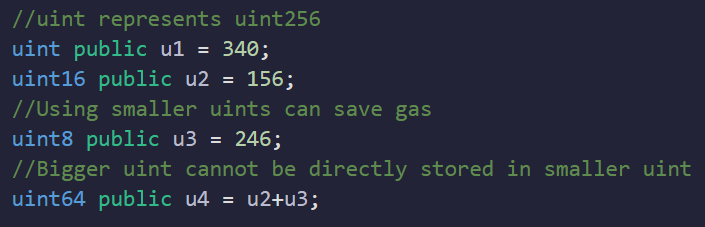 //uint represents uint256
uint public u1 = 340;
uint16 public u2 = 156;
//Using smaller uints can save gas
uint8 public u3 = 246;
//Bigger uint cannot be directly stored in smaller uint
uint64 public u4 = u2+u3;